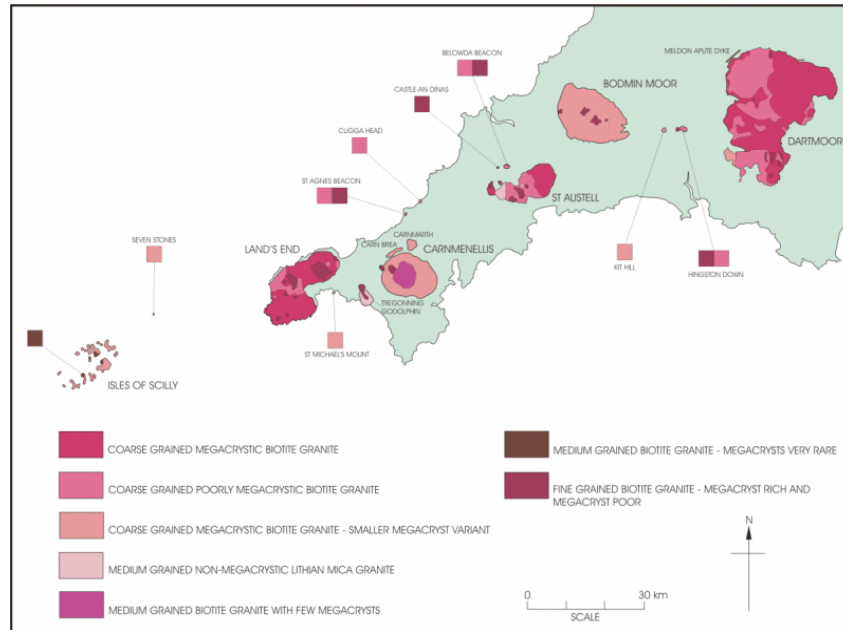 BELOWDA BEACON
MELDON APLITE DYKE
CASTLE-AN-DINAS
BODMIN MOOR
CLIGGA HEAD
DARTMOOR
ST AGNES BEACON
ST AUSTELL
SEVEN STONES
LAND'S END
CARNMARTH
CARN BREA
CARNMENELLIS
KIT HILL
HINGSTON DOWN
TREGONNING
GODOLPHIN
ST MICHAEL'S MOUNT
ISLES OF SCILLY
COARSE GRAINED MEGACRYSTIC BIOTITE GRANITE
COARSE GRAINED POORLY MEGACRYSTIC BIOTITE GRANITE
COARSE GRAINED MEGACRYSTIC BIOTITE GRANITE - SMALLER MEGACRYST VARIANT
MEDIUM GRAINED NON-MEGACRYSTIC LITHIAN MICA GRANITE
MEDIUM GRAINED BIOTITE GRANITE WITH FEW MEGACRYSTS
MEDIUM GRAINED BIOTITE GRANITE - MEGACRYSTS VERY RARE
FINE GRAINED BIOTITE GRANITE - MEGACRYST RICH AND
MEGACRYST POOR
N
0 30 km
SCALE